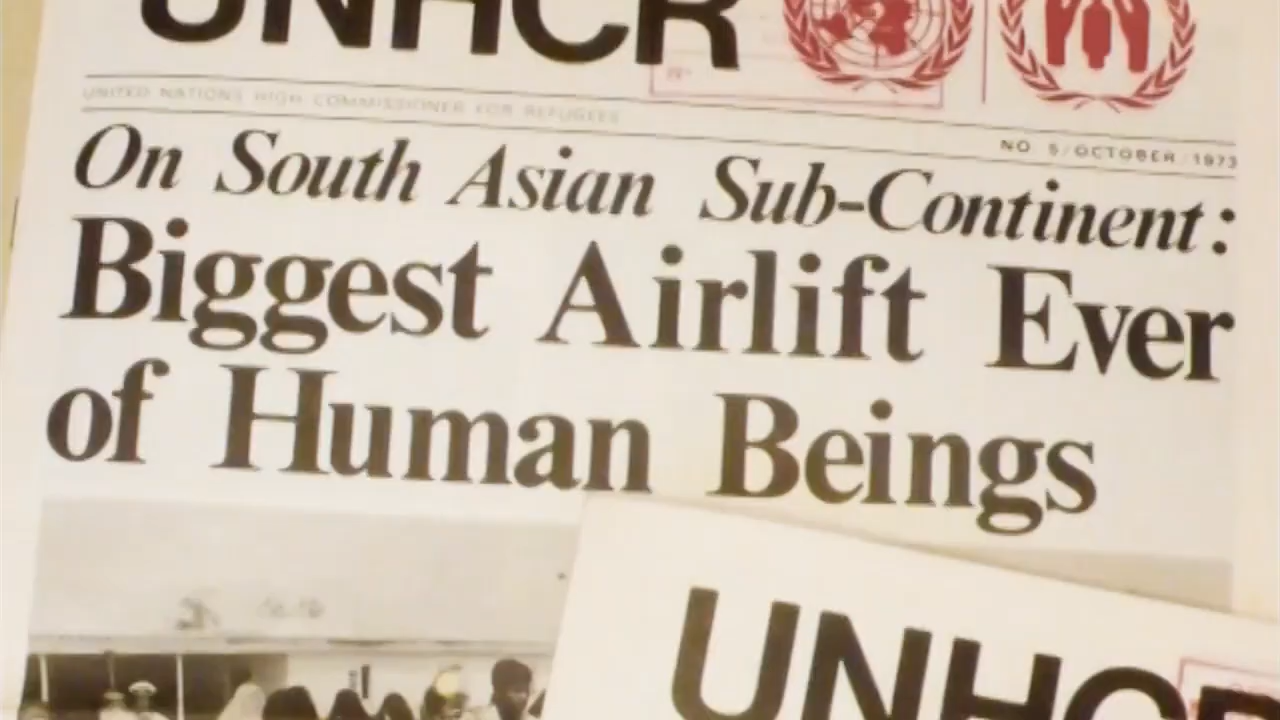 UNHCR
UNITED NATIONS HIGH COMMISSIONER FOR REFUGEES
NO 5/OCTOBER/1973
On South Asian Sub-Continent:
Biggest Airlift Ever
of Human Beings
UNHCR